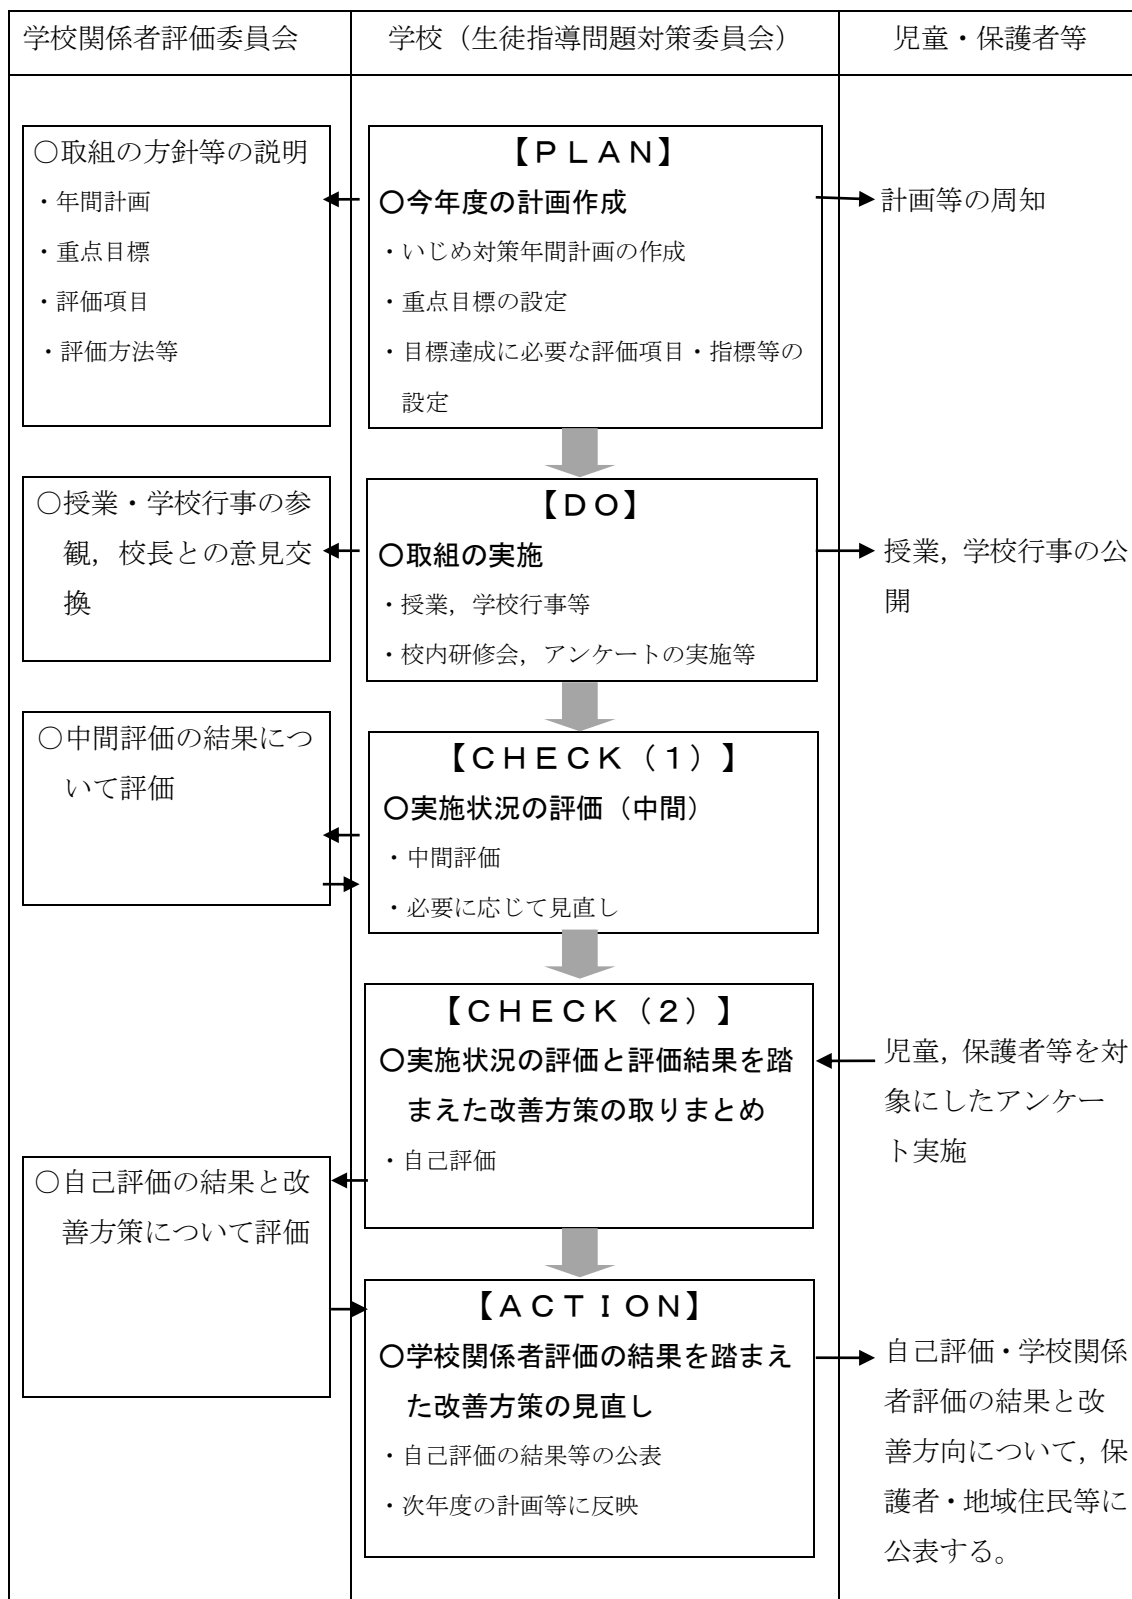 学校関係者評価委員会
学校（生徒指導問題対策委員会）
児童・保護者等
○取組の方針等の説明
・年間計画
・重点目標
・評価項目
・評価方法等
【ＰＬＡＮ】
○今年度の計画作成
・いじめ対策年間計画の作成
・重点目標の設定
・目標達成に必要な評価項目・指標等の
設定
計画等の周知
○授業・学校行事の参
観，校長との意見交
換
【ＤＯ】
○取組の実施
・授業，学校行事等
・校内研修会，アンケートの実施等
授業，学校行事の公
開
○中間評価の結果につ
いて評価
【ＣＨＥＣＫ（１）】
○実施状況の評価（中間）
・中間評価
・必要に応じて見直し
【ＣＨＥＣＫ（２）】
○実施状況の評価と評価結果を踏
まえた改善方策の取りまとめ
・自己評価
児童，保護者等を対
象にしたアンケー
ト実施
○自己評価の結果と改
善方策について評価
【ＡＣＴＩＯＮ】
○学校関係者評価の結果を踏まえ
た改善方策の見直し
・自己評価の結果等の公表
・次年度の計画等に反映
自己評価・学校関係
者評価の結果と改
善方向について，保
護者・地域住民等に
公表する。